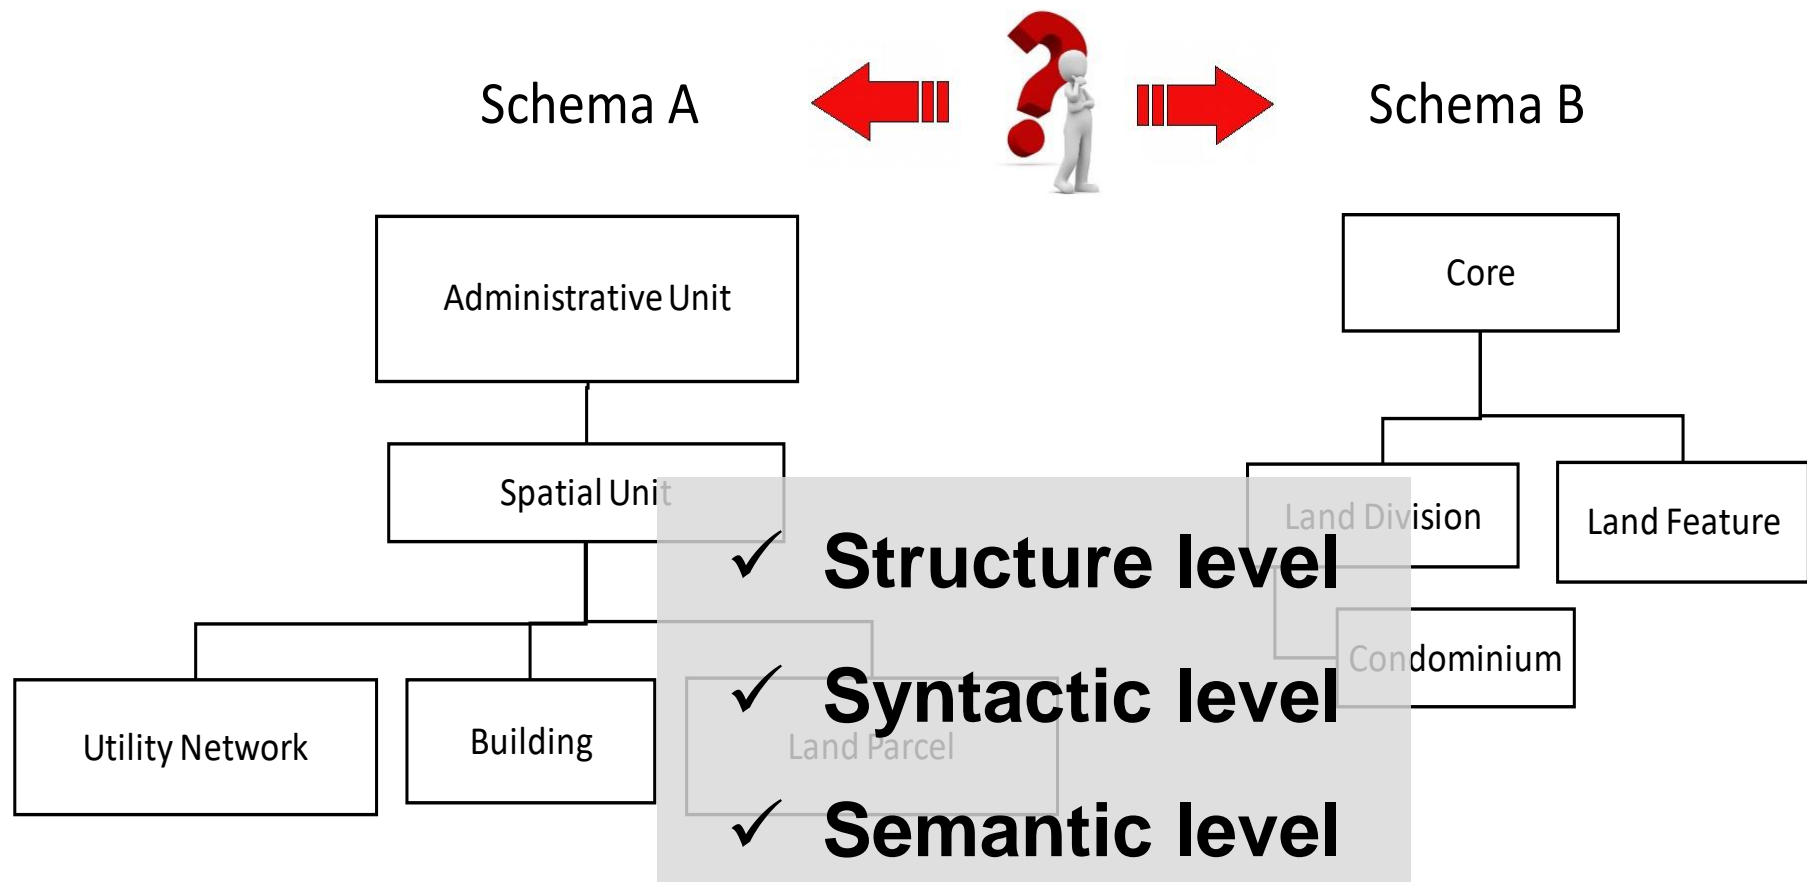 Schema A
Schema B
?
Administrative Unit
Core
Spatial Unit
Land Division
Land Feature
✓ Structure level
Condominium
✓ Syntactic level
Utility Network
Building
Land Parcel
✓ Semantic level